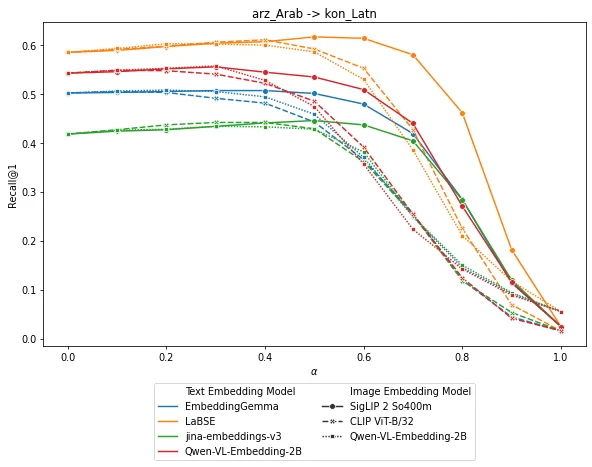 arz_Arab -> kon_Latn
Recall@1
0.6
0.5
0.4
0.3
0.2
0.1
0.0
0.0 0.2 0.4 0.6 0.8 1.0
α
Text Embedding Model Image Embedding Model
EmbeddingGemma SigLIP 2 So400m
LaBSE CLIP ViT-B/32
jina-embeddings-v3 Qwen-VL-Embedding-2B
Qwen-VL-Embedding-2B